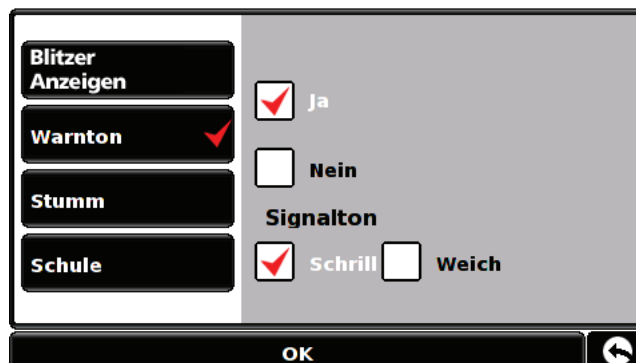 Blitzer
Anzeigen
Warnton
Stumm
Schule
Ja
Nein
Signalton
Schrill Weich
OK